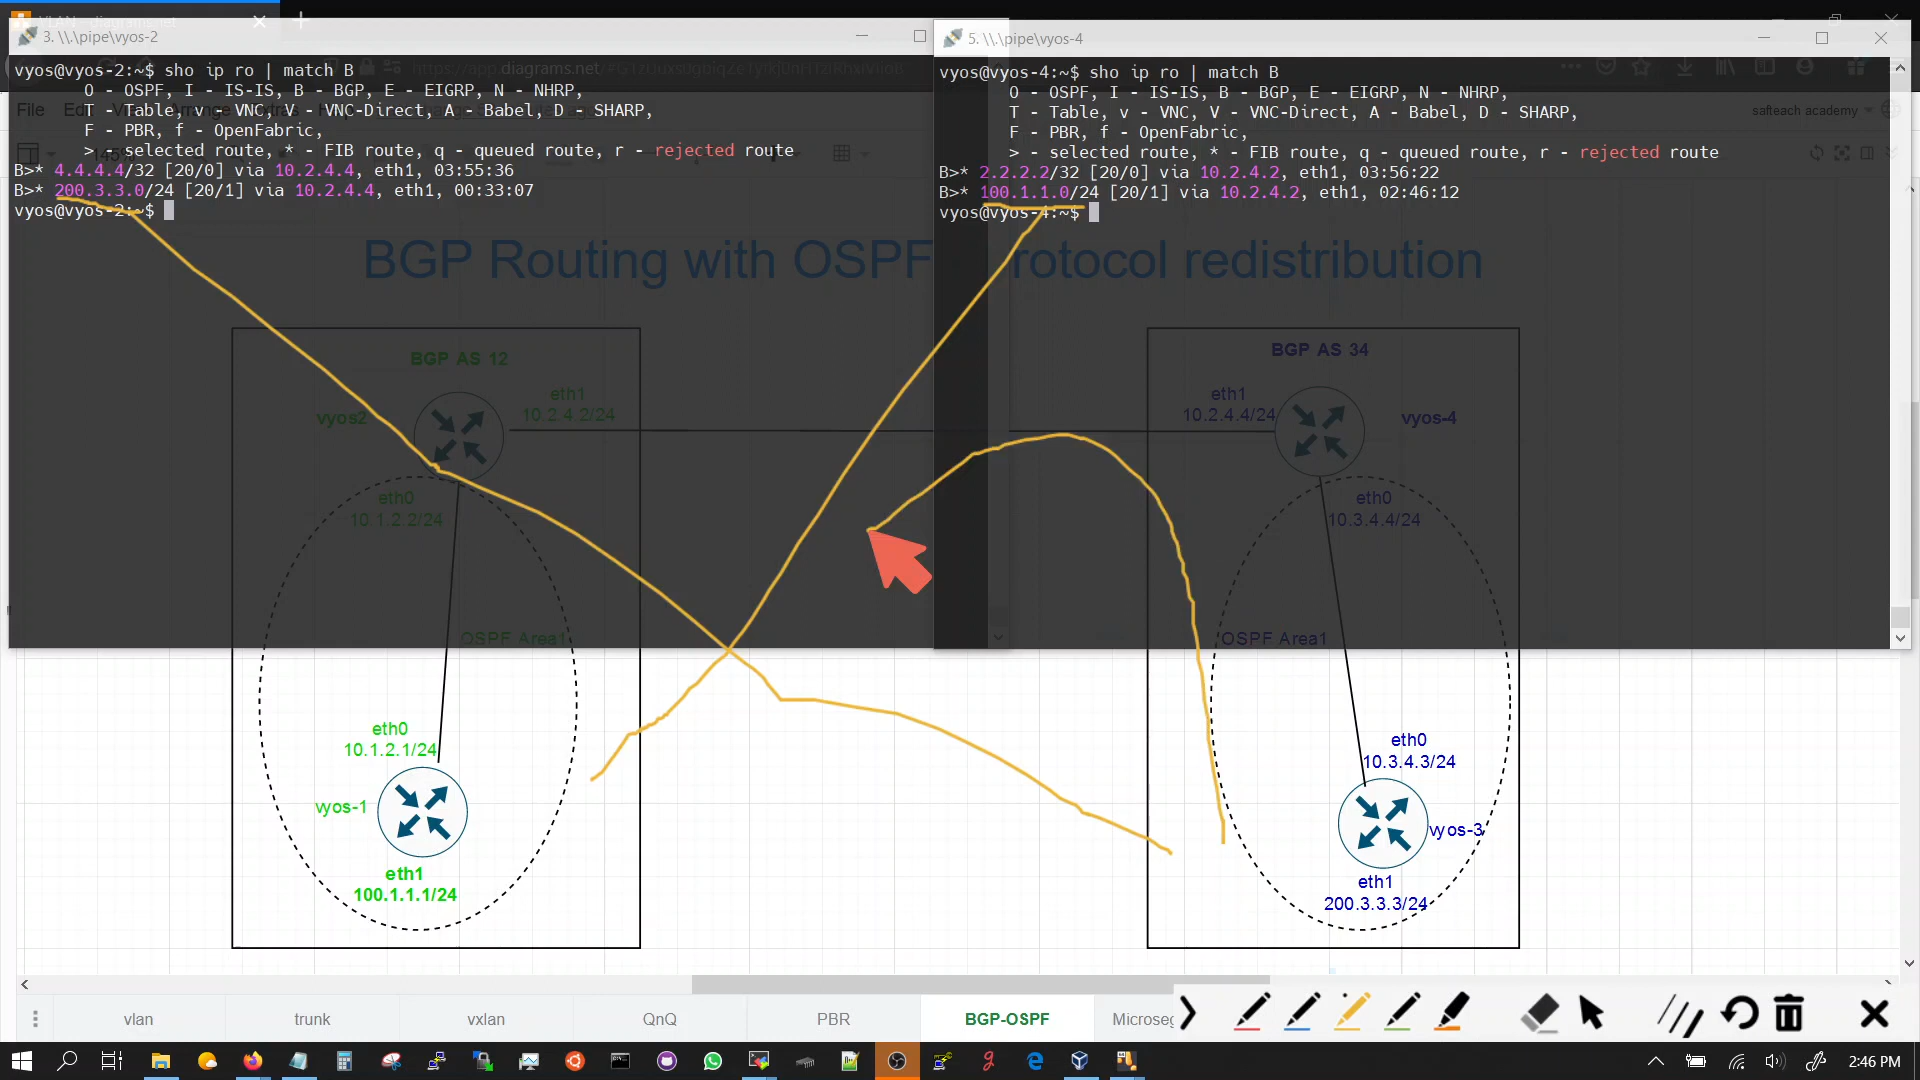 3. \\.\pipe\vyos-2
vyos@vyos-2:~$ sho ip ro | match B
O - OSPF, I - IS-IS, B - BGP, E - EIGRP, N - NHRP,
T - Table, v - VNC, V - VNC-Direct, A - Babel, D - SHARP,
F - PBR, f - OpenFabric,
> - selected route, * - FIB route, q - queued route, r - rejected route
B>* 4.4.4.4/32 [20/0] via 10.2.4.4, eth1, 03:55:36
B>* 200.3.3.0/24 [20/1] via 10.2.4.4, eth1, 00:33:07
vyos@vyos-2:~$
5. \\.\pipe\vyos-4
vyos@vyos-4:~$ sho ip ro | match B
O - OSPF, I - IS-IS, B - BGP, E - EIGRP, N - NHRP,
T - Table, v - VNC, V - VNC-Direct, A - Babel, D - SHARP,
F - PBR, f - OpenFabric,
> - selected route, * - FIB route, q - queued route, r - rejected route
B>* 2.2.2.2/32 [20/0] via 10.2.4.2, eth1, 03:56:22
B>* 100.1.1.0/24 [20/1] via 10.2.4.2, eth1, 02:46:12
vyos@vyos-4:~$
File
safteach academy
145%
BGP Routing with OSPF rotocol redistribution
BGP AS 12
vyos2
eth1
10.2.4.2/24
eth0
10.1.2.2/24
OSPF Area1
eth0
10.1.2.1/24
vyos-1
eth1
100.1.1.1/24
BGP AS 34
eth1
10.2.4.4/24
vyos-4
eth0
10.3.4.4/24
OSPF Area1
eth0
10.3.4.3/24
vyos-3
eth1
200.3.3.3/24
vlan
trunk
vxlan
QnQ
PBR
BGP-OSPF
Microseg
2:46 PM